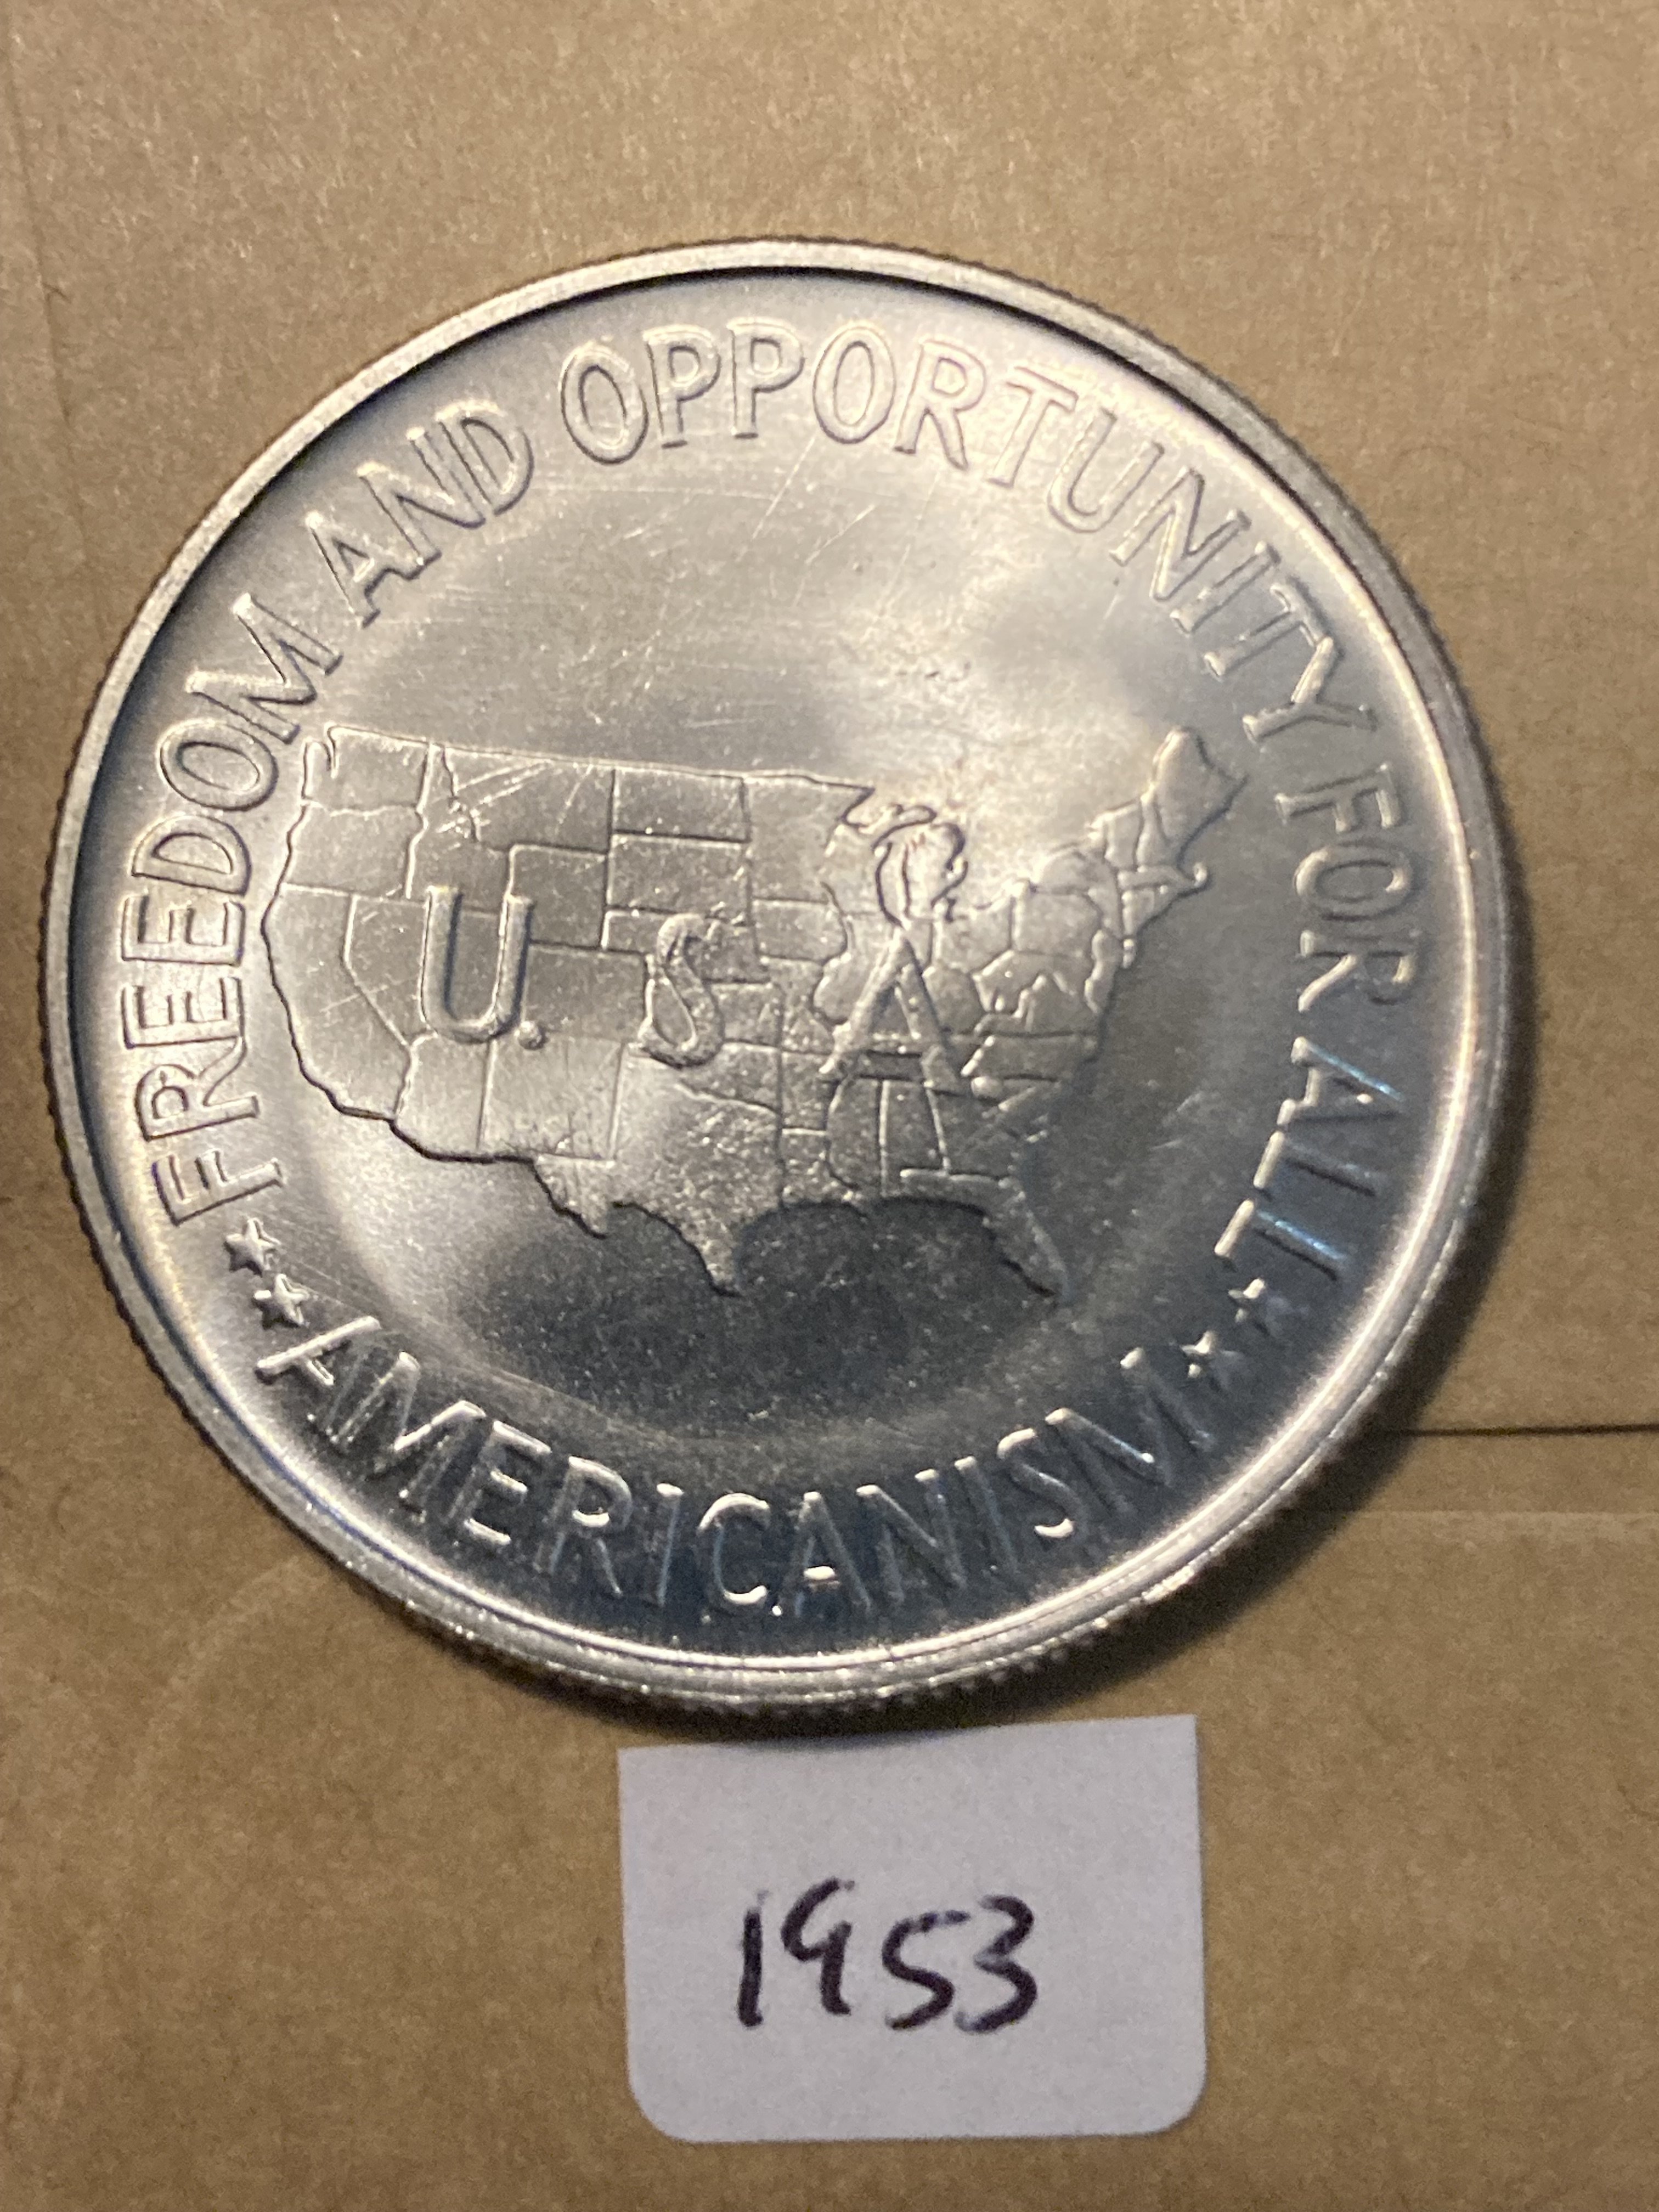 FREEDOM AND OPPORTUNITY FOR ALL
U.S.A
AMERICANISM
1953